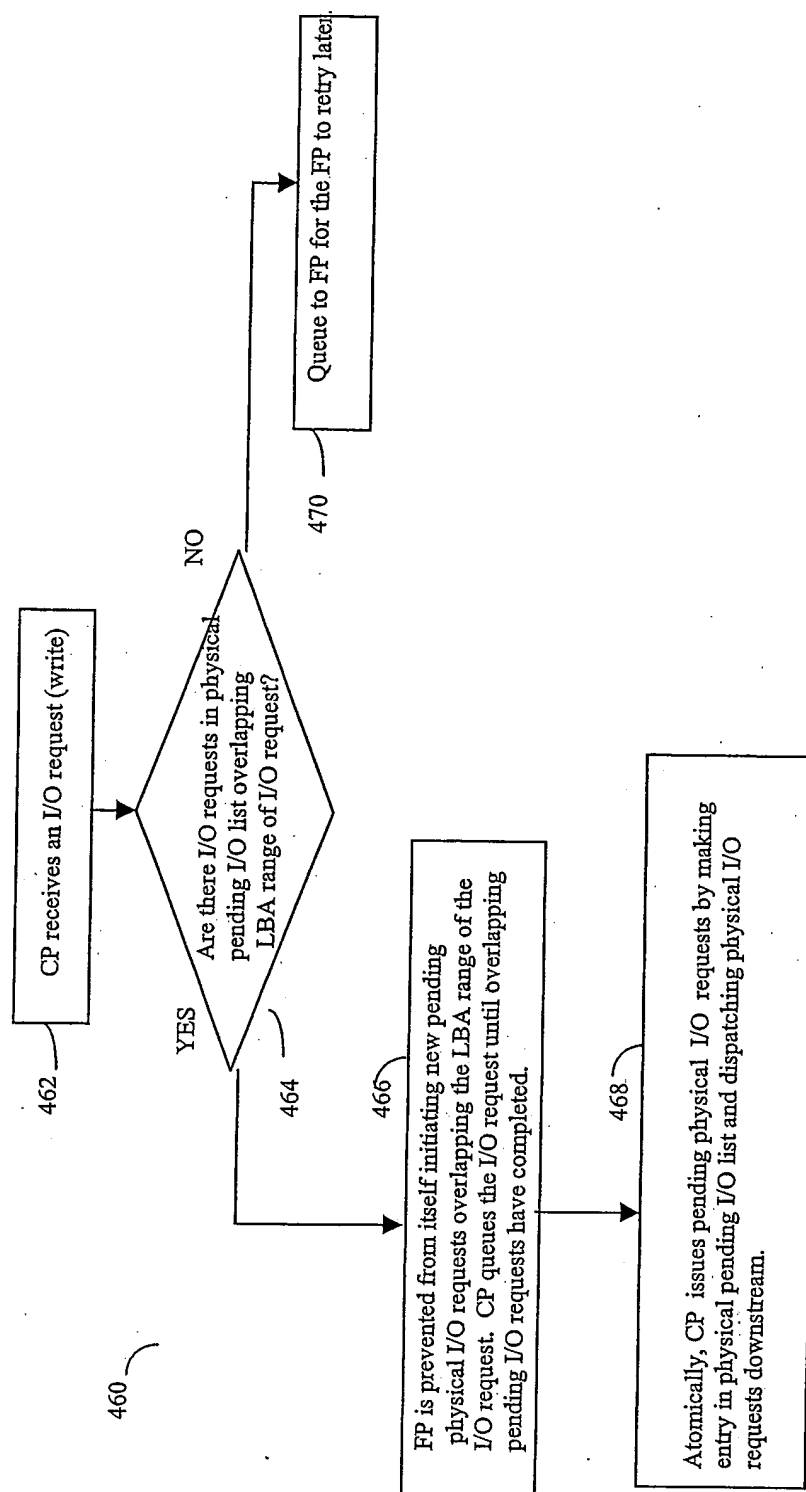 460
462
CP receives an I/O request (write)
464
Are there I/O requests in physical
pending I/O list overlapping
LBA range of I/O request?
YES
NO
466
FP is prevented from itself initiating new pending
physical I/O requests overlapping the LBA range of the
I/O request. CP queues the I/O request until overlapping
pending I/O requests have completed.
468
Atomically, CP issues pending physical I/O requests by making
entry in physical pending I/O list and dispatching physical I/O
requests downstream.
470
Queue to FP for the FP to retry later.